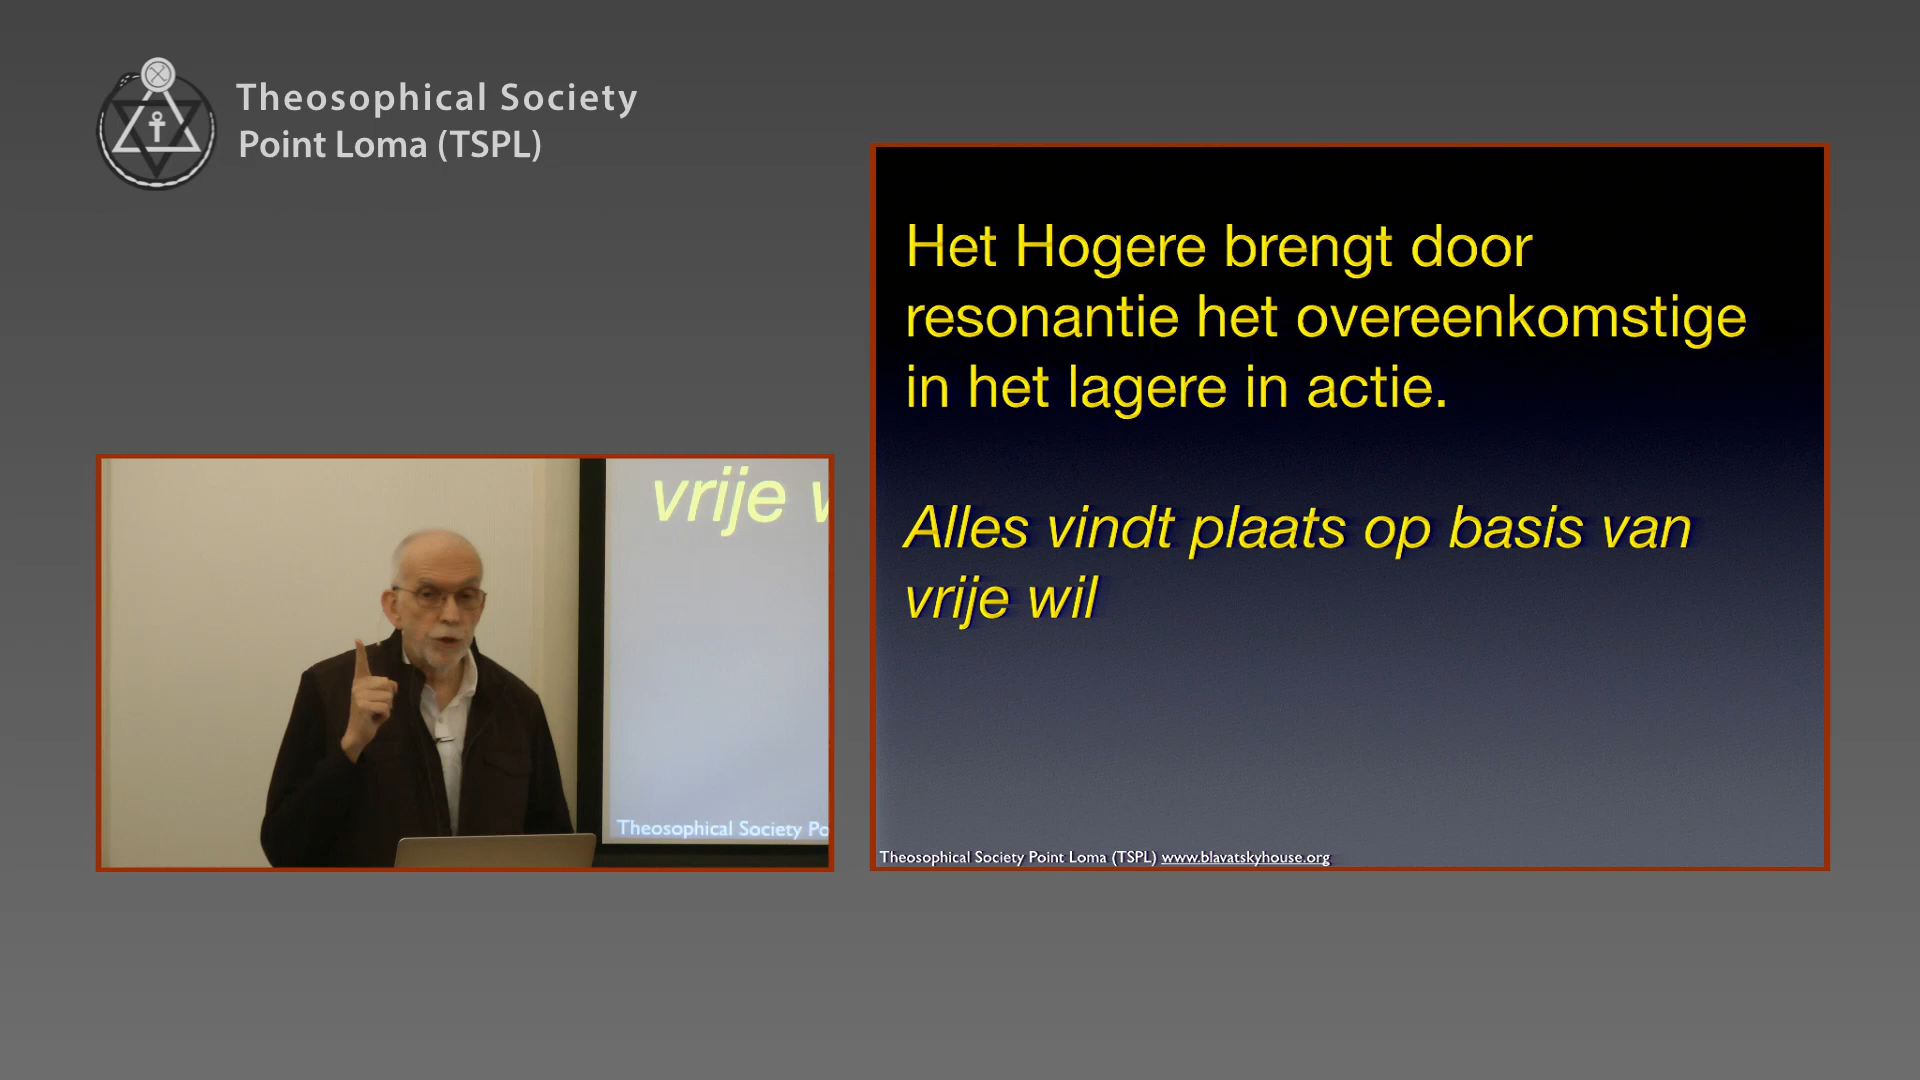 Theosophical Society
Point Loma (TSPL)
Het Hogere brengt door
resonantie het overeenkomstige
in het lagere in actie.
Alles vindt plaats op basis van
vrije wil
Theosophical Society Point Loma (TSPL) www.blavatskyhouse.org
vrije
Theosophical Society